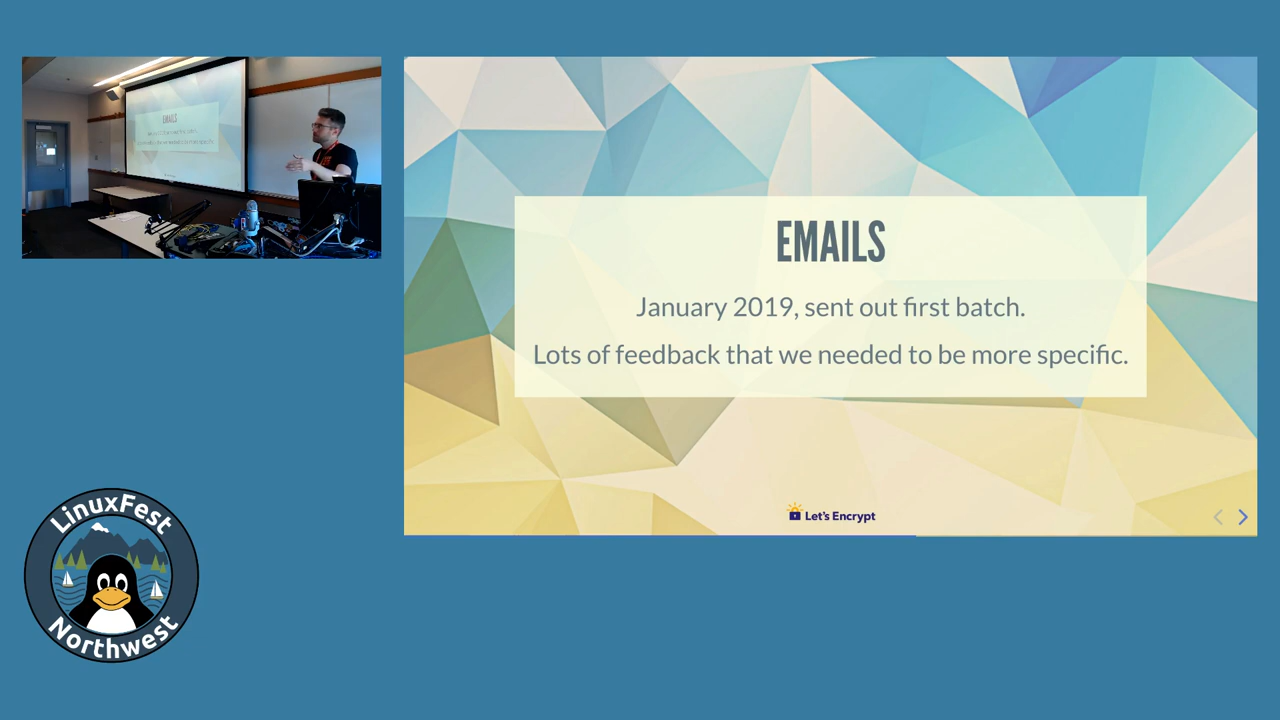 EMAILS
January 2019, sent out first batch.
Lots of feedback that we needed to be more specific.
Let's Encrypt
EMAILS
LinuxFest
Northwest